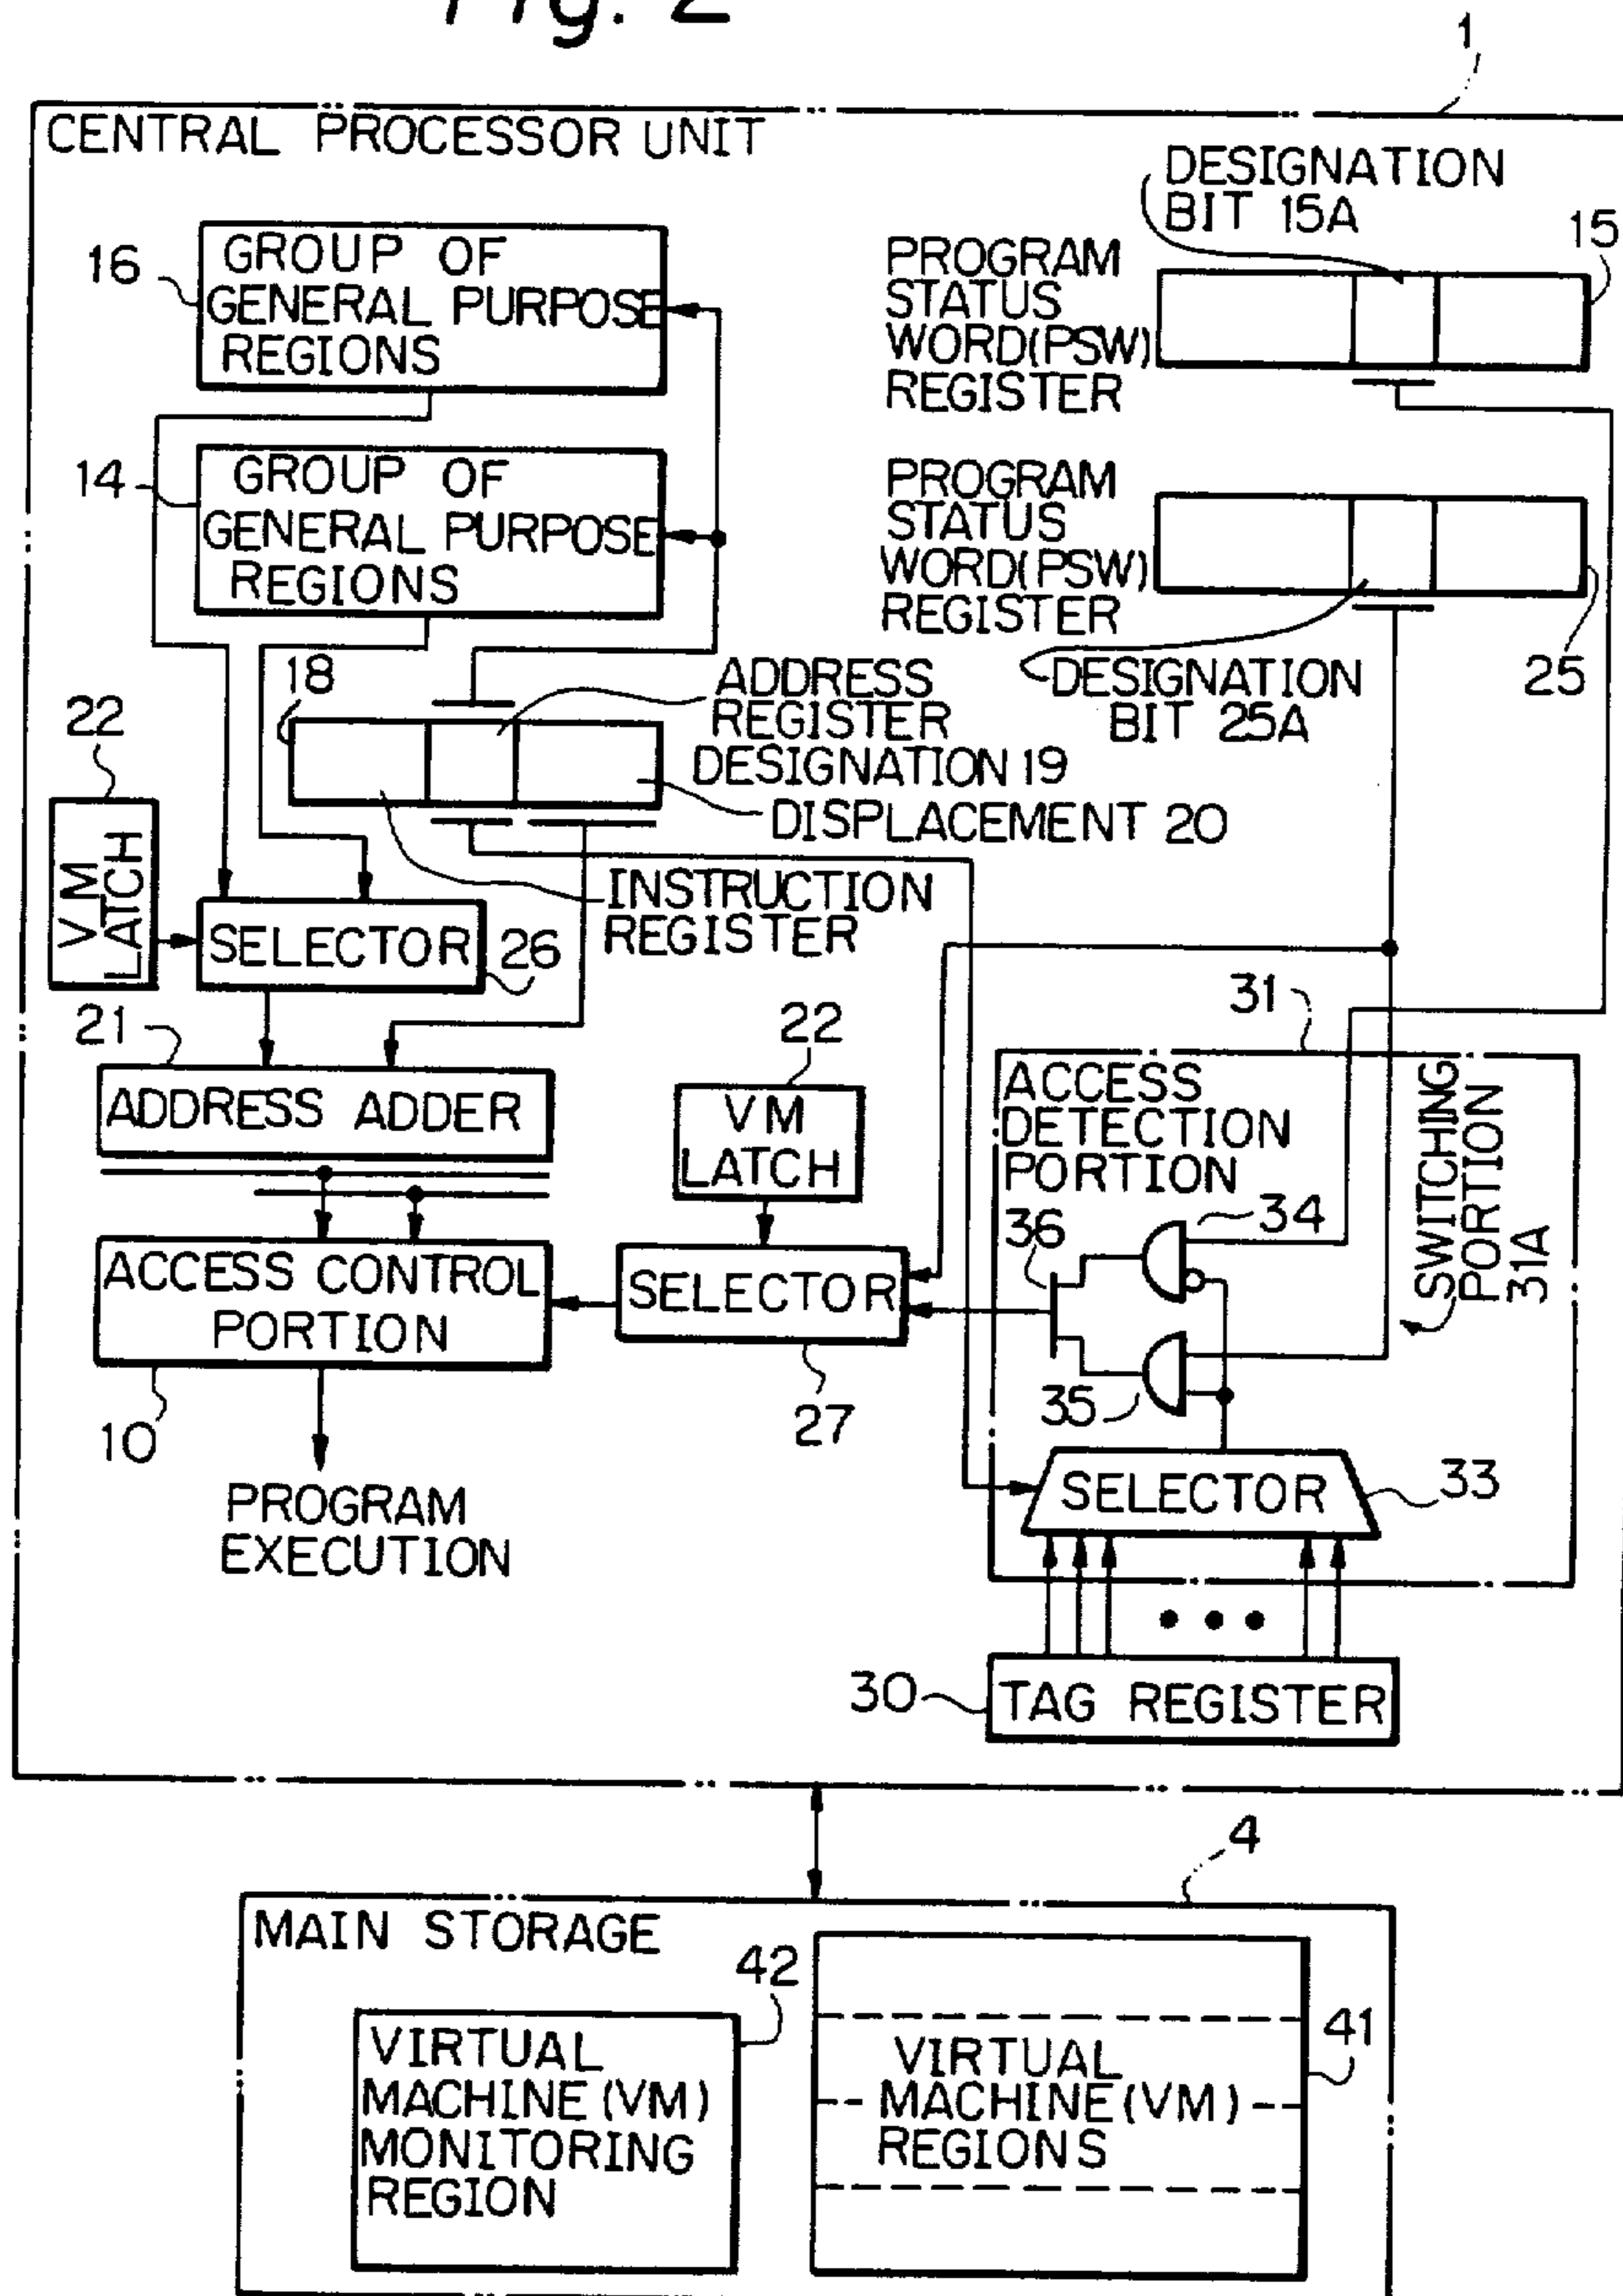 Fig. 2
1
CENTRAL PROCESSOR UNIT
DESIGNATION
BIT 15A
15
16
GROUP OF
GENERAL PURPOSE
REGIONS
PROGRAM
STATUS
WORD(PSW)
REGISTER
14
GROUP OF
GENERAL PURPOSE
REGIONS
PROGRAM
STATUS
WORD(PSW)
REGISTER
25
DESIGNATION
BIT 25A
18
ADDRESS
REGISTER
DESIGNATION 19
DISPLACEMENT 20
INSTRUCTION
REGISTER
22
VM
LATCH
SELECTOR
26
21
ADDRESS ADDER
22
VM
LATCH
31
ACCESS
DETECTION
PORTION
SWITCHING
PORTION
31A
34
36
ACCESS CONTROL
PORTION
SELECTOR
35
10
27
PROGRAM
EXECUTION
SELECTOR
33
30
TAG REGISTER
4
MAIN STORAGE
42
VIRTUAL
MACHINE (VM)
MONITORING
REGION
41
VIRTUAL
MACHINE (VM)
REGIONS